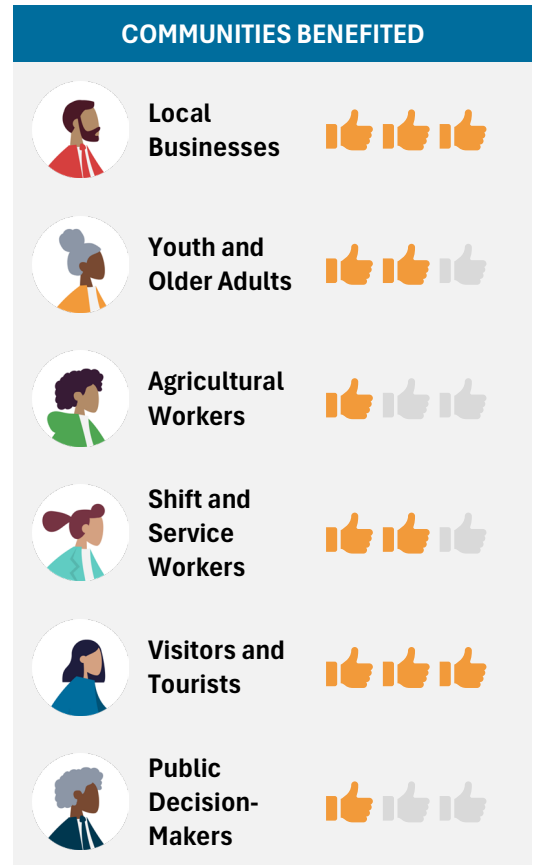 COMMUNITIES BENEFITED
Local
Businesses
Youth and
Older Adults
Agricultural
Workers
Shift and
Service
Workers
Visitors and
Tourists
Public
Decision-
Makers